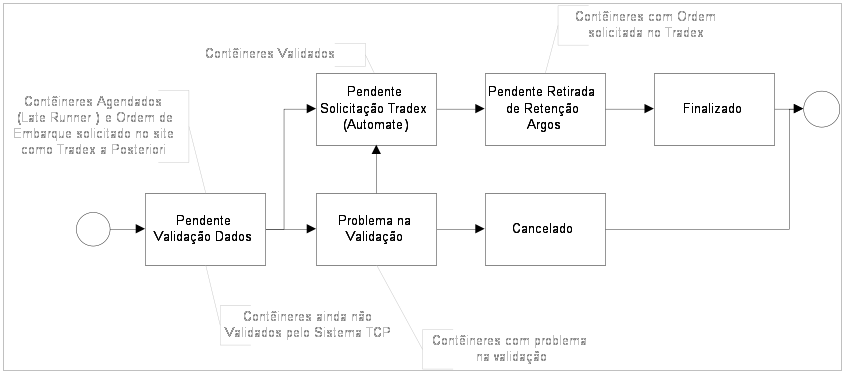 Contêineres com Ordem
solicitada no Tradex
Contêineres Validados
Pendente
Solicitação Tradex
(Automate)
Pendente Retirada
de Retenção
Argos
Finalizado
Contêineres Agendados
(Late Runner ) e Ordem de
Embarque solicitado no site
como Tradex a Posteriori
Pendente
Validação Dados
Problema na
Validação
Cancelado
Contêineres ainda não
Validados pelo Sistema TCP
Contêineres com problema
na validação